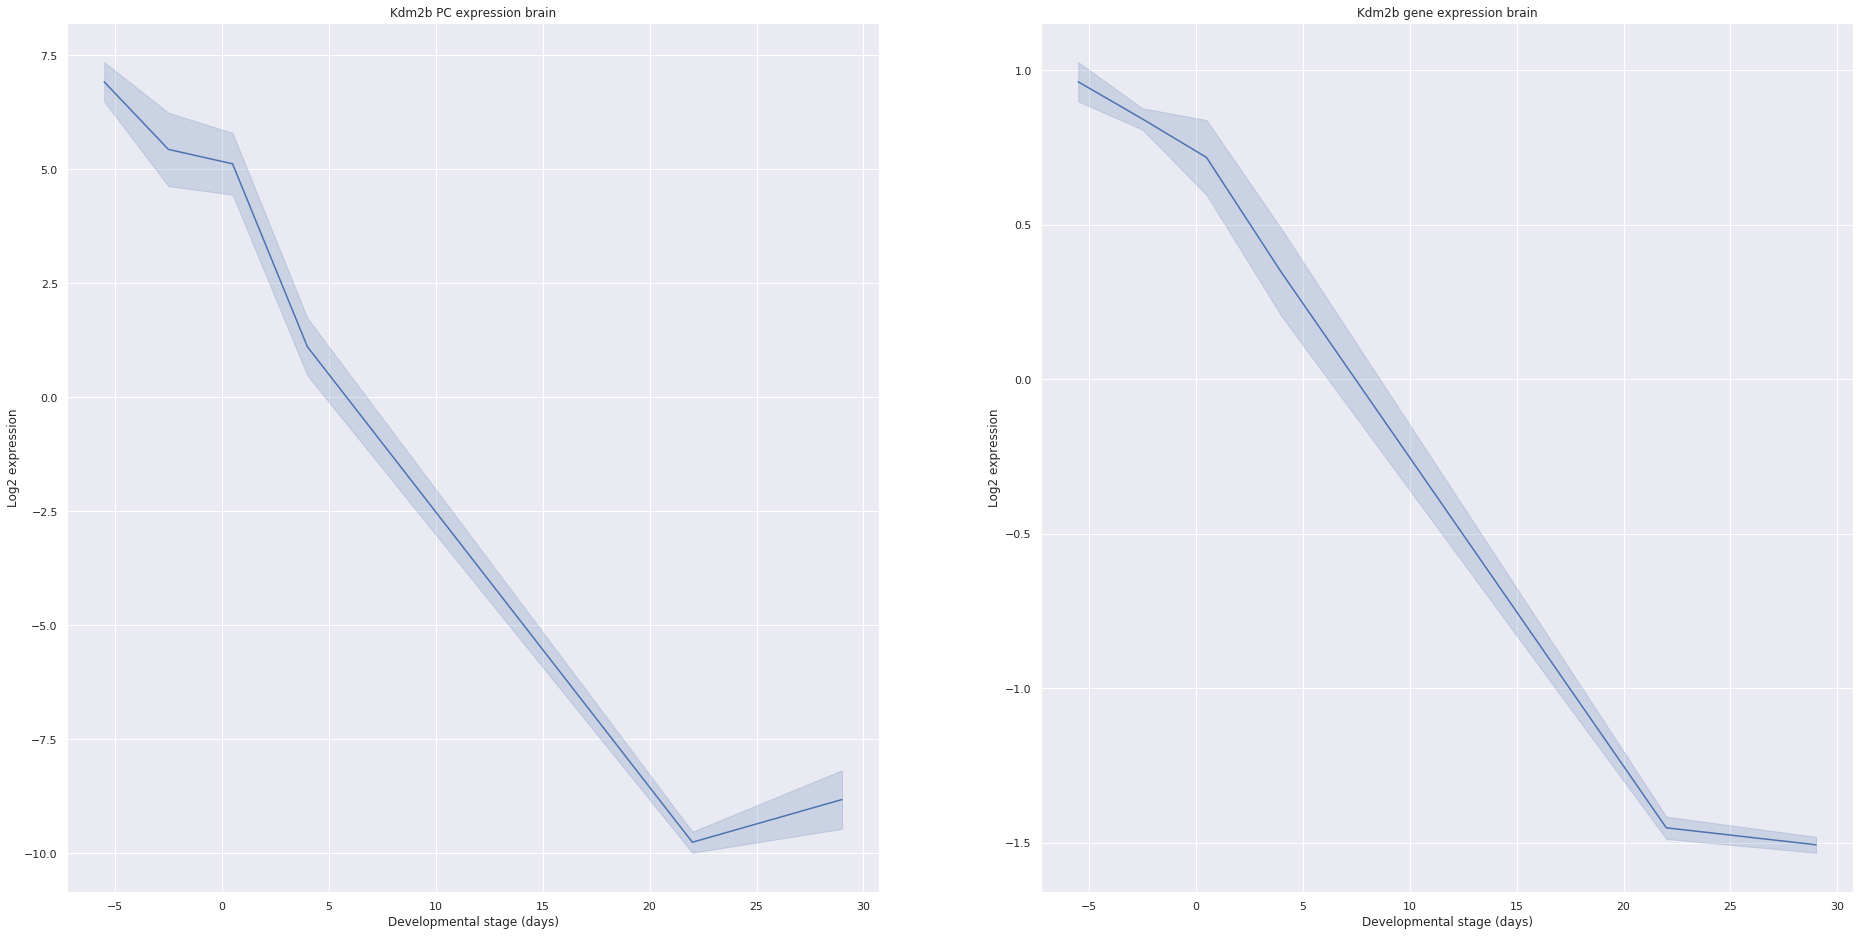 Kdm2b PC expression brain
7.5
5.0
2.5
0.0
−2.5
−5.0
−7.5
−10.0
Log2 expression
−5 0 5 10 15 20 25 30
Developmental stage (days)
Kdm2b gene expression brain
1.0
0.5
0.0
−0.5
−1.0
−1.5
Log2 expression
−5 0 5 10 15 20 25 30
Developmental stage (days)